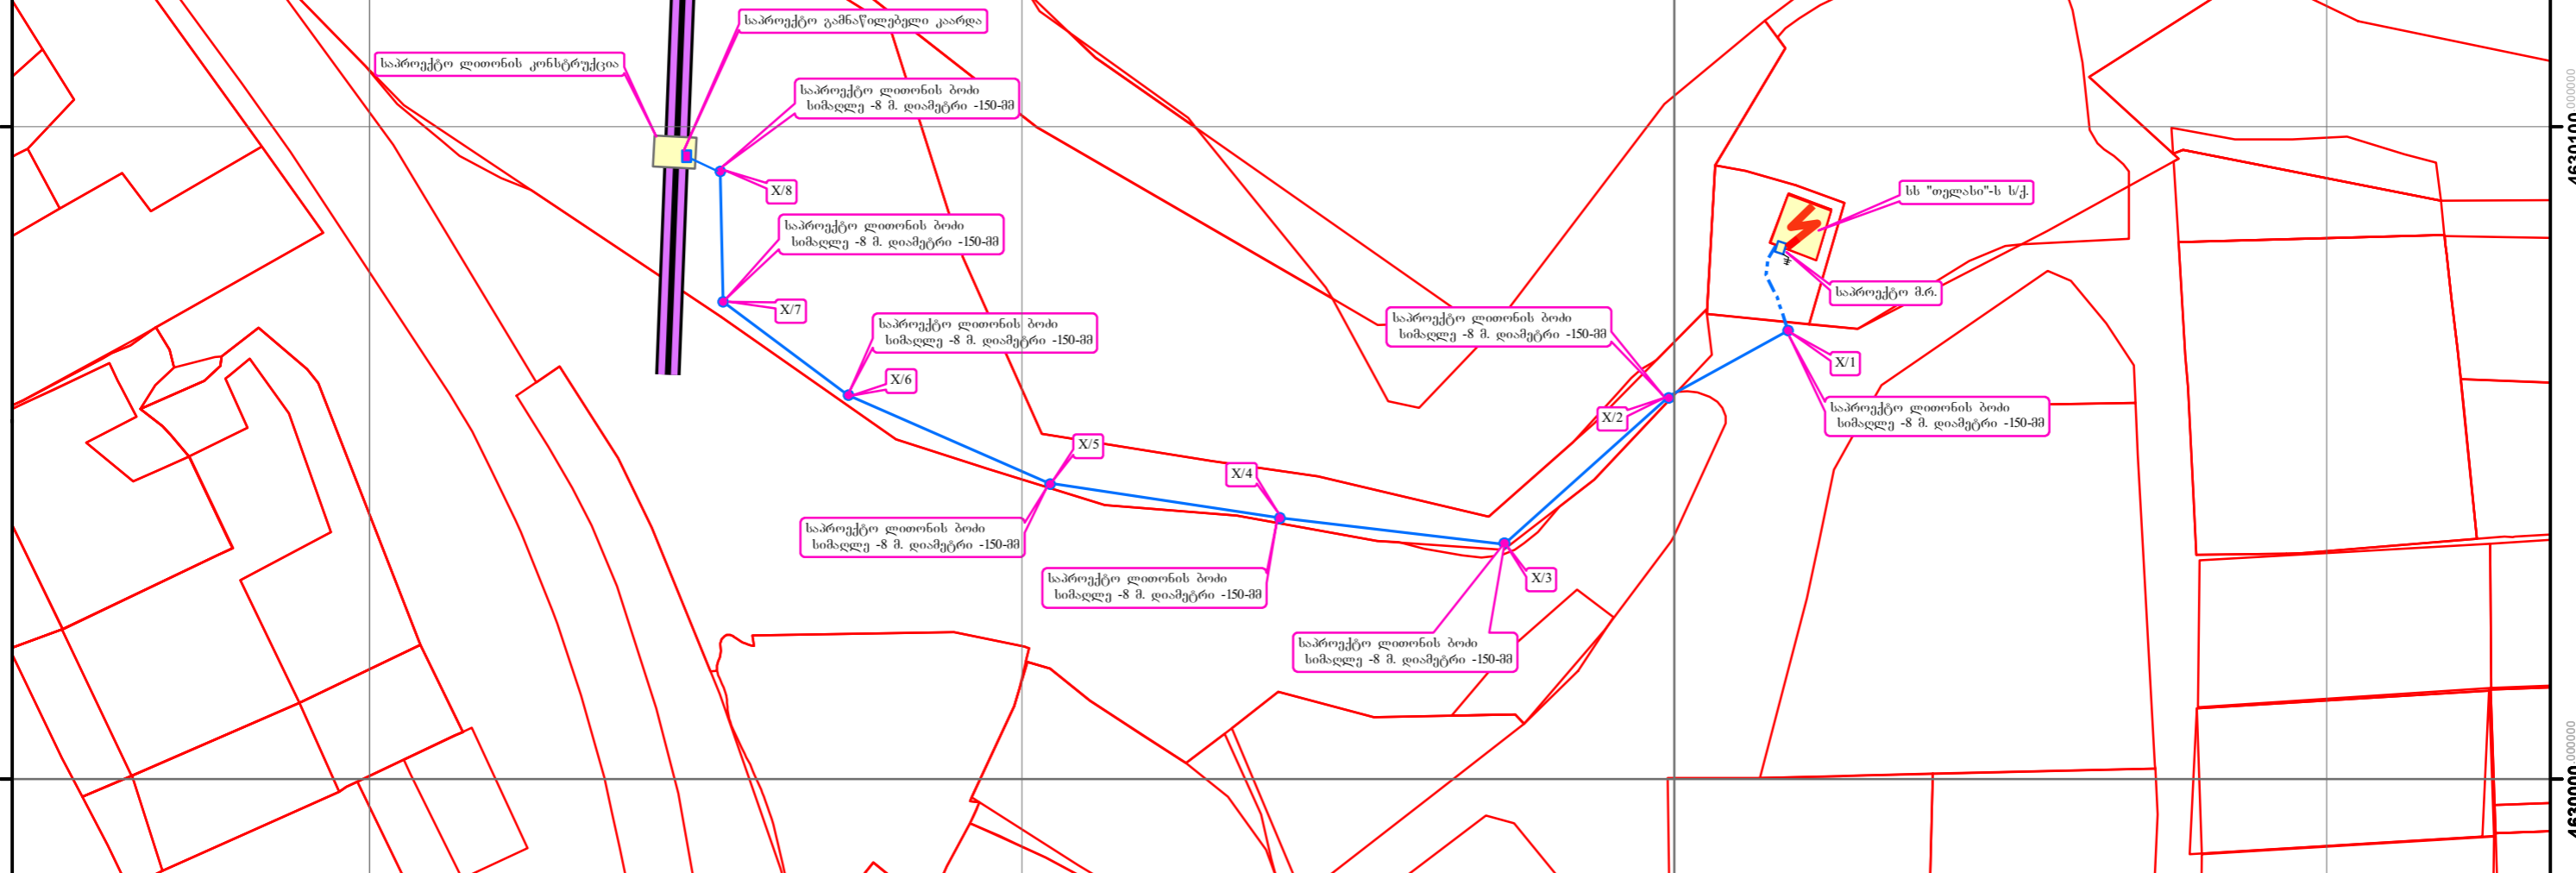 საპროექტო გამანაწილებელი კაარდა
საპროექტო ლითონის კონსტრუქცია
საპროექტო ლითონის ბოძი
სიმაღლე -8 მ. დიამეტრი -150-მმ
X/8
სს "თელასი"-ს ს/ქ.
საპროექტო ლითონის ბოძი
სიმაღლე -8 მ. დიამეტრი -150-მმ
X/7
საპროექტო მ.რ.
საპროექტო ლითონის ბოძი
სიმაღლე -8 მ. დიამეტრი -150-მმ
X/6
საპროექტო ლითონის ბოძი
სიმაღლე -8 მ. დიამეტრი -150-მმ
X/2
X/1
საპროექტო ლითონის ბოძი
სიმაღლე -8 მ. დიამეტრი -150-მმ
X/5
X/4
საპროექტო ლითონის ბოძი
სიმაღლე -8 მ. დიამეტრი -150-მმ
საპროექტო ლითონის ბოძი
სიმაღლე -8 მ. დიამეტრი -150-მმ
X/3
საპროექტო ლითონის ბოძი
სიმაღლე -8 მ. დიამეტრი -150-მმ
4630100.000000
4630000.000000